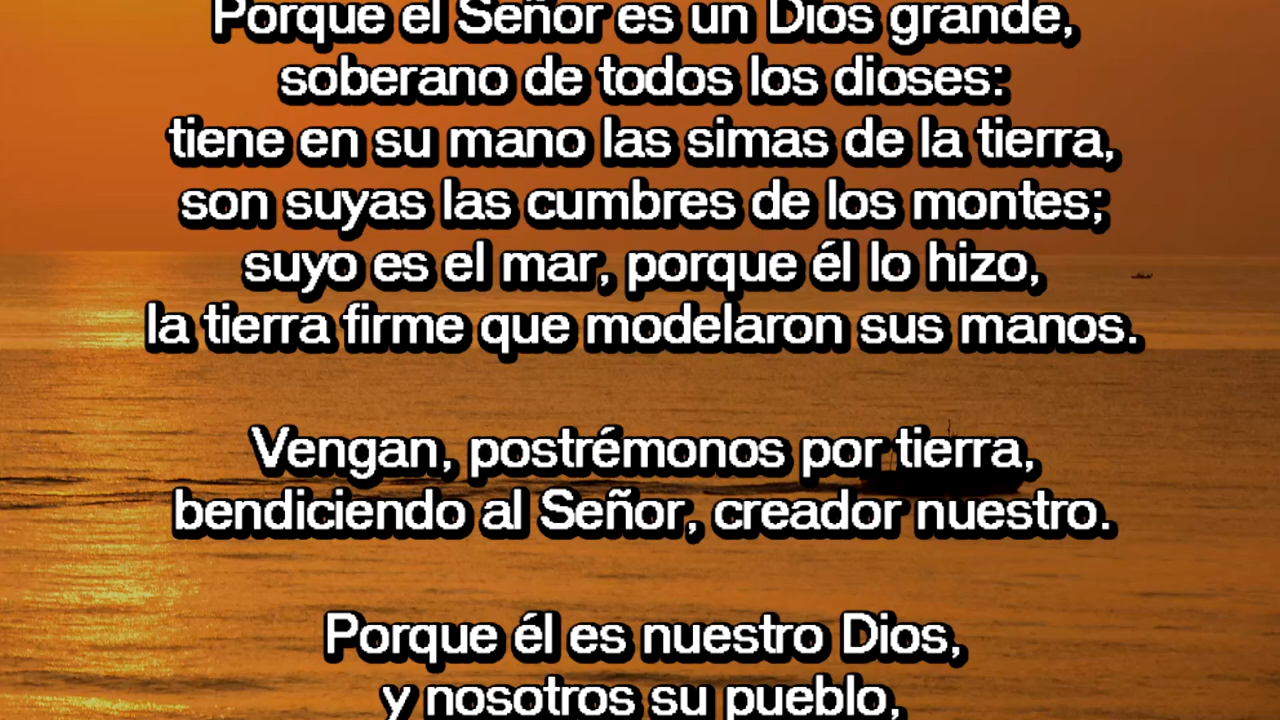 Porque el Señor es un Dios grande,
soberano de todos los dioses:
tiene en su mano las simas de la tierra,
son suyas las cumbres de los montes;
suyo es el mar, porque él lo hizo,
la tierra firme que modelaron sus manos.
Vengan, postrémonos por tierra,
bendiciendo al Señor, creador nuestro.
Porque él es nuestro Dios,
y nosotros su pueblo,